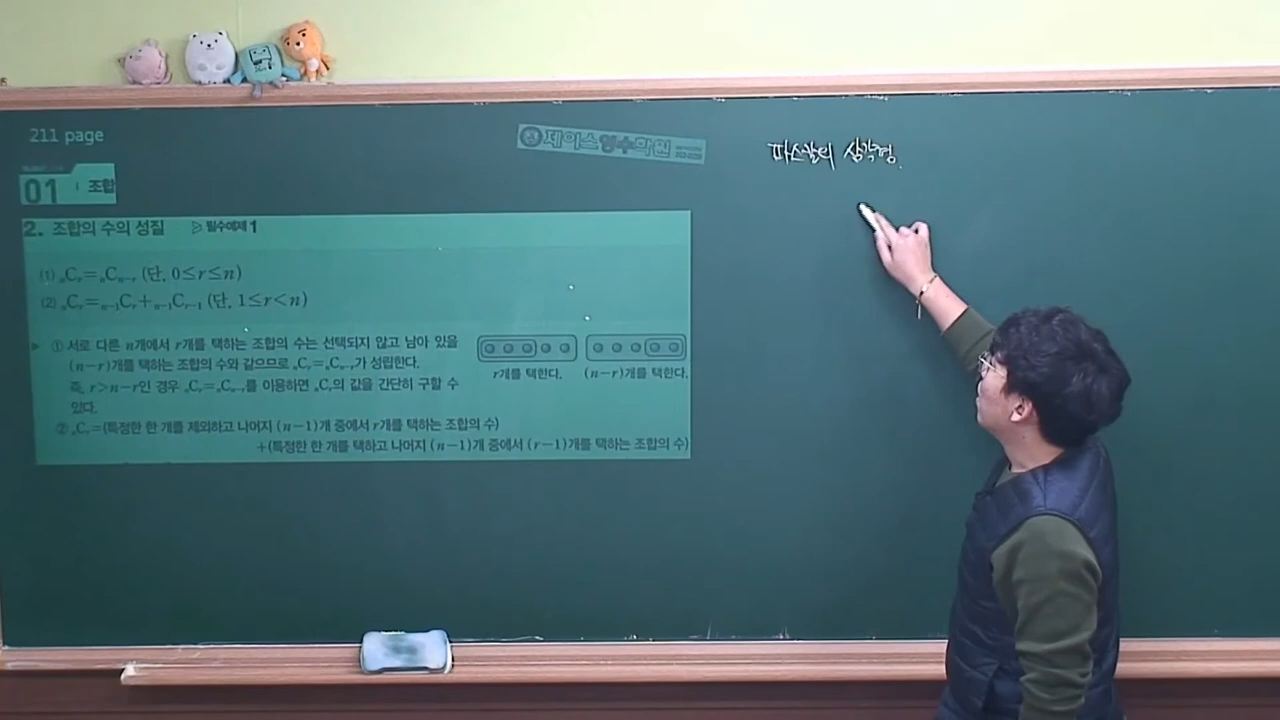 211 page
제이스영수학원
파스칼의 삼각형.
01 조합
2. 조합의 수의 성질 ▷ 필수예제 1
(1) ₙCᵣ=ₙCₙ₋ᵣ (단, 0≤r≤n)
(2) ₙCᵣ=ₙ₋₁Cᵣ+ₙ₋₁Cᵣ₋₁ (단, 1≤r<n)
① 서로 다른 n개에서 r개를 택하는 조합의 수는 선택되지 않고 남아 있을
(n-r)개를 택하는 조합의 수와 같으므로 ₙCᵣ=ₙCₙ₋ᵣ가 성립한다.
즉, r>n-r인 경우 ₙCᵣ=ₙCₙ₋ᵣ를 이용하면 ₙCᵣ의 값을 간단히 구할 수
있다.
r개를 택한다.
(n-r)개를 택한다.
② ₙCᵣ=(특정한 한 개를 제외하고 나머지 (n-1)개 중에서 r개를 택하는 조합의 수)
+(특정한 한 개를 택하고 나머지 (n-1)개 중에서 (r-1)개를 택하는 조합의 수)